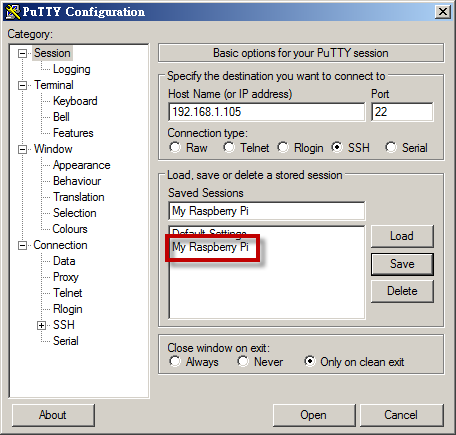 PuTTY Configuration
Category:
Session
Logging
Terminal
Keyboard
Bell
Features
Window
Appearance
Behaviour
Translation
Selection
Colours
Connection
Data
Proxy
Telnet
Rlogin
SSH
Serial
Basic options for your PuTTY session
Specify the destination you want to connect to
Host Name (or IP address) Port
192.168.1.105 22
Connection type:
Raw Telnet Rlogin SSH Serial
Load, save or delete a stored session
Saved Sessions
My Raspberry Pi
Default Settings
My Raspberry Pi
Load
Save
Delete
Close window on exit:
Always Never Only on clean exit
About Open Cancel